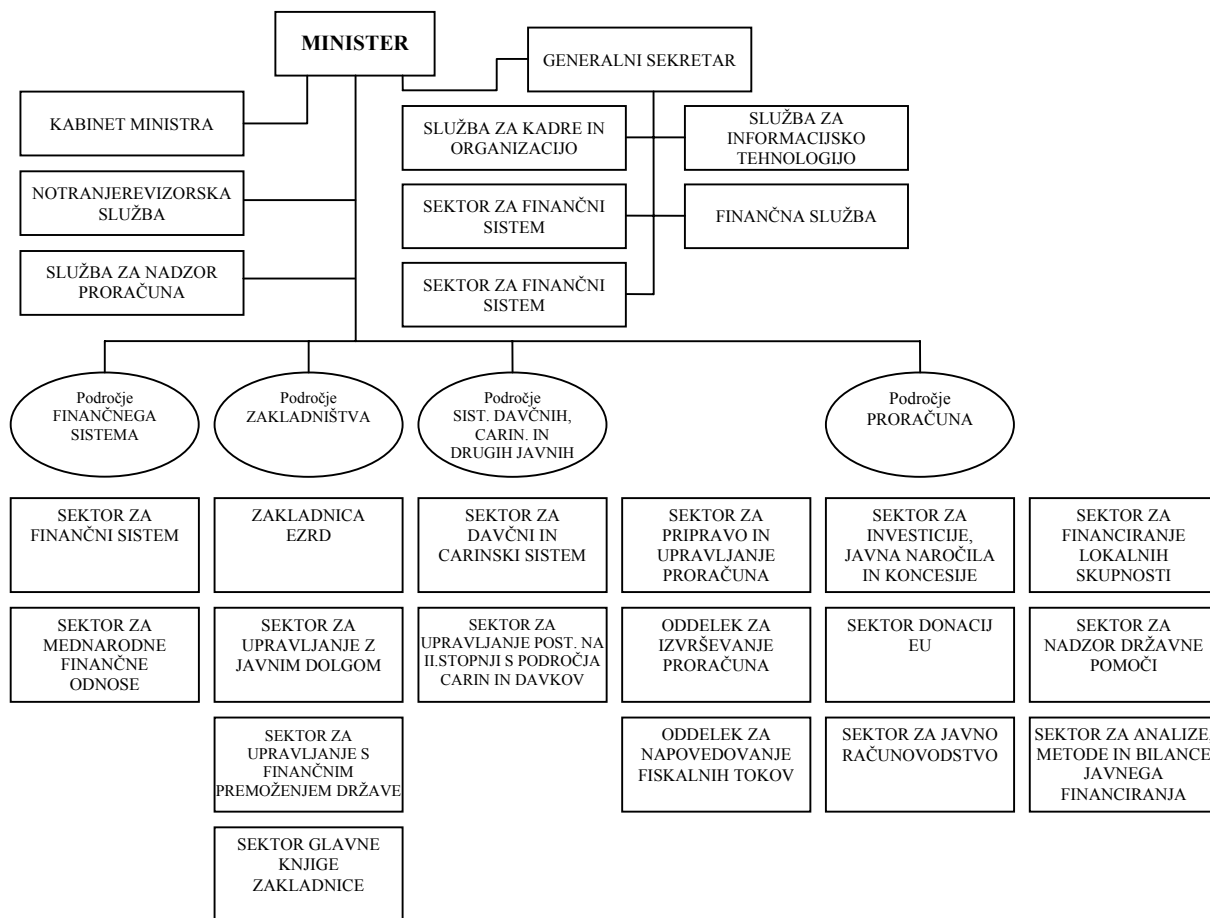 MINISTER
GENERALNI SEKRETAR
KABINET MINISTRA
SLUŽBA ZA KADRE IN
ORGANIZACIJO
SLUŽBA ZA
INFORMACIJSKO
TEHNOLOGIJO
NOTRANJEREVIZORSKA
SLUŽBA
SEKTOR ZA FINANČNI
SISTEM
FINANČNA SLUŽBA
SLUŽBA ZA NADZOR
PRORAČUNA
SEKTOR ZA FINANČNI
SISTEM
Področje
FINANČNEGA
SISTEMA
Področje
ZAKLADNIŠTVA
Področje
SIST. DAVČNIH,
CARIN. IN
DRUGIH JAVNIH
Področje
PRORAČUNA
SEKTOR ZA
FINANČNI SISTEM
ZAKLADNICA
EZRD
SEKTOR ZA
DAVČNI IN
CARINSKI SISTEM
SEKTOR ZA
PRIPRAVO IN
UPRAVLJANJE
PRORAČUNA
SEKTOR ZA
INVESTICIJE,
JAVNA NAROČILA
IN KONCESIJE
SEKTOR ZA
FINANCIRANJE
LOKALNIH
SKUPNOSTI
SEKTOR ZA
MEDNARODNE
FINANČNE
ODNOSE
SEKTOR ZA
UPRAVLJANJE Z
JAVNIM DOLGOM
SEKTOR ZA
UPRAVLJANJE POST. NA
II.STOPNJI S PODROČJA
CARIN IN DAVKOV
ODDELEK ZA
IZVRŠEVANJE
PRORAČUNA
SEKTOR DONACIJ
EU
SEKTOR ZA
NADZOR DRŽAVNE
POMOČI
SEKTOR ZA
UPRAVLJANJE S
FINANČNIM
PREMOŽENJEM DRŽAVE
ODDELEK ZA
NAPOVEDOVANJE
FISKALNIH TOKOV
SEKTOR ZA JAVNO
RAČUNOVODSTVO
SEKTOR ZA ANALIZE,
METODE IN BILANCE
JAVNEGA
FINANCIRANJA
SEKTOR GLAVNE
KNJIGE
ZAKLADNICE